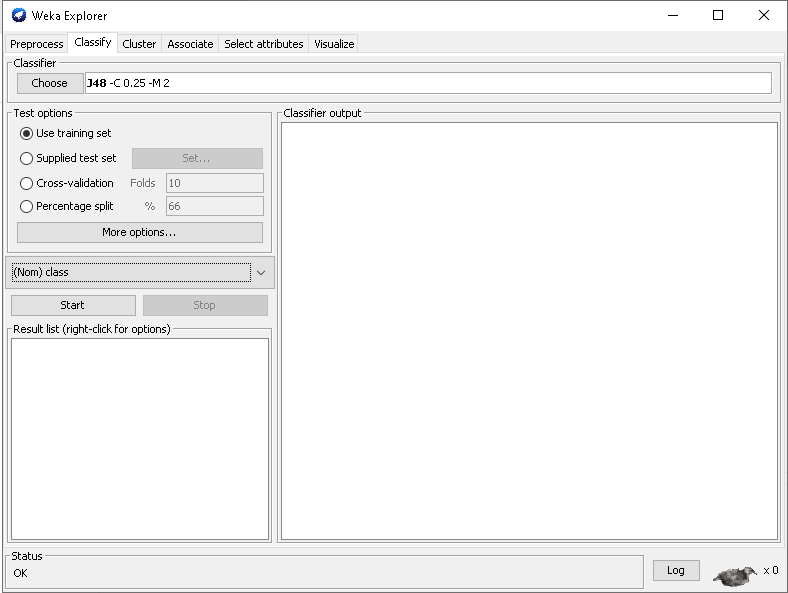 Weka Explorer
Preprocess Classify Cluster Associate Select attributes Visualize
Classifier
Choose J48 -C 0.25 -M 2
Test options
Use training set
Supplied test set Set...
Cross-validation Folds 10
Percentage split % 66
More options...
(Nom) class
Start Stop
Result list (right-click for options)
Classifier output
Status
OK
Log x 0